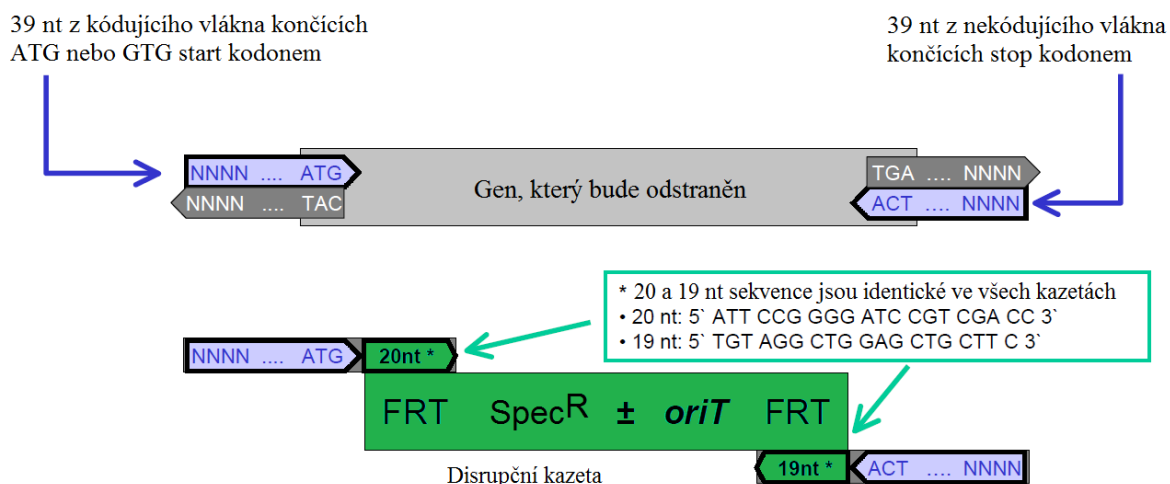 39 nt z kódujícího vlákna končících
ATG nebo GTG start kodonem
39 nt z nekódujícího vlákna
končících stop kodonem
NNNN .... ATG
NNNN .... TAC
Gen, který bude odstraněn
TGA .... NNNN
ACT .... NNNN
* 20 a 19 nt sekvence jsou identické ve všech kazetách
• 20 nt: 5` ATT CCG GGG ATC CGT CGA CC 3`
• 19 nt: 5` TGT AGG CTG GAG CTG CTT C 3`
NNNN .... ATG
20nt *
FRT SpecR ± oriT FRT
19nt *
ACT .... NNNN
Disrupční kazeta